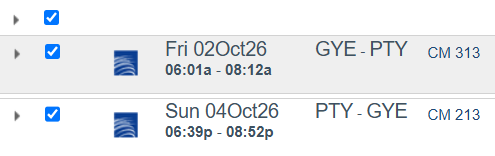 Fri 02Oct26 GYE - PTY CM 313
06:01a - 08:12a
Sun 04Oct26 PTY - GYE CM 213
06:39p - 08:52p